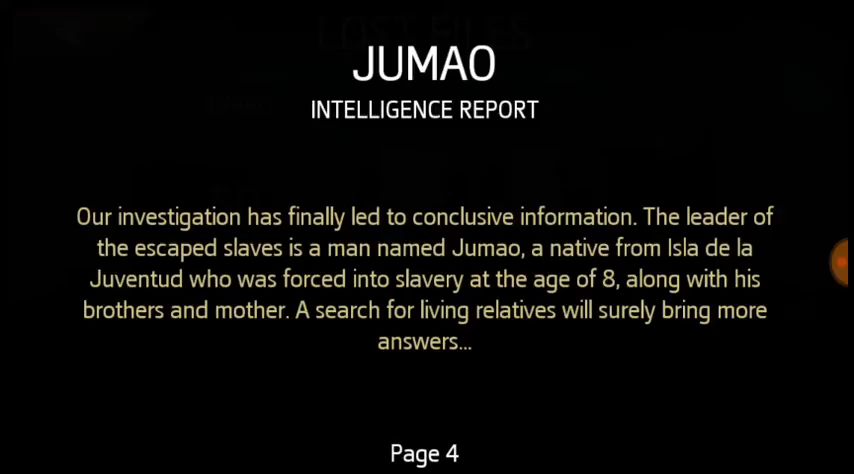 LOST FILES
JUMAO
INTELLIGENCE REPORT
Our investigation has finally led to conclusive information. The leader of
the escaped slaves is a man named Jumao, a native from Isla de la
Juventud who was forced into slavery at the age of 8, along with his
brothers and mother. A search for living relatives will surely bring more
answers...
Page 4